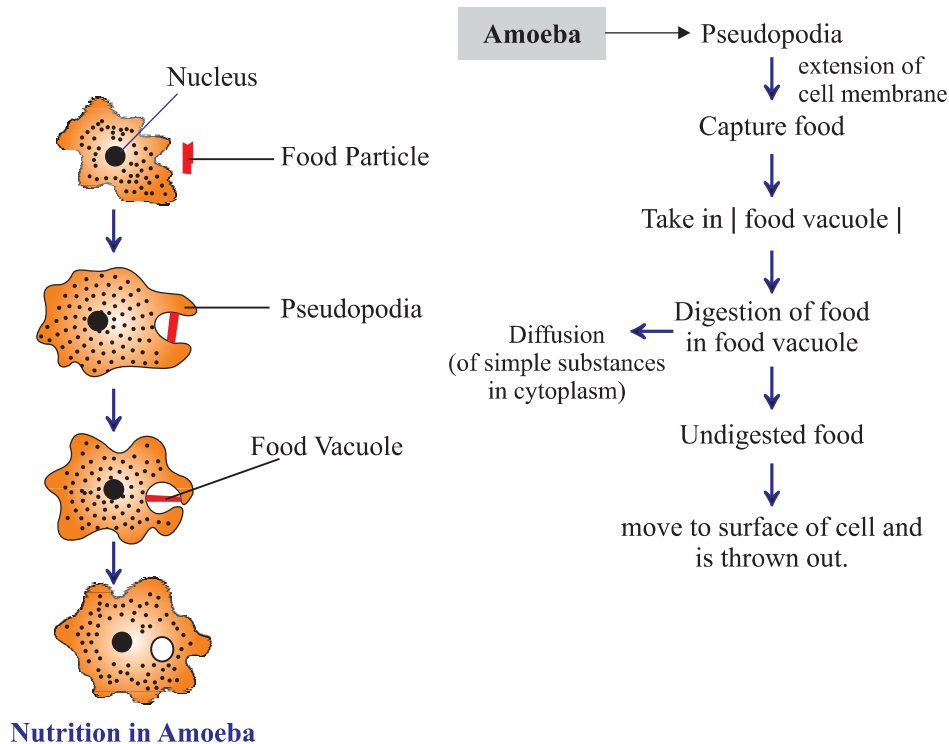 Nucleus
Food Particle
Pseudopodia
Food Vacuole
Nutrition in Amoeba
Amoeba
Pseudopodia
extension of
cell membrane
Capture food
Take in | food vacuole |
Digestion of food
in food vacuole
Diffusion
(of simple substances
in cytoplasm)
Undigested food
move to surface of cell and
is thrown out.